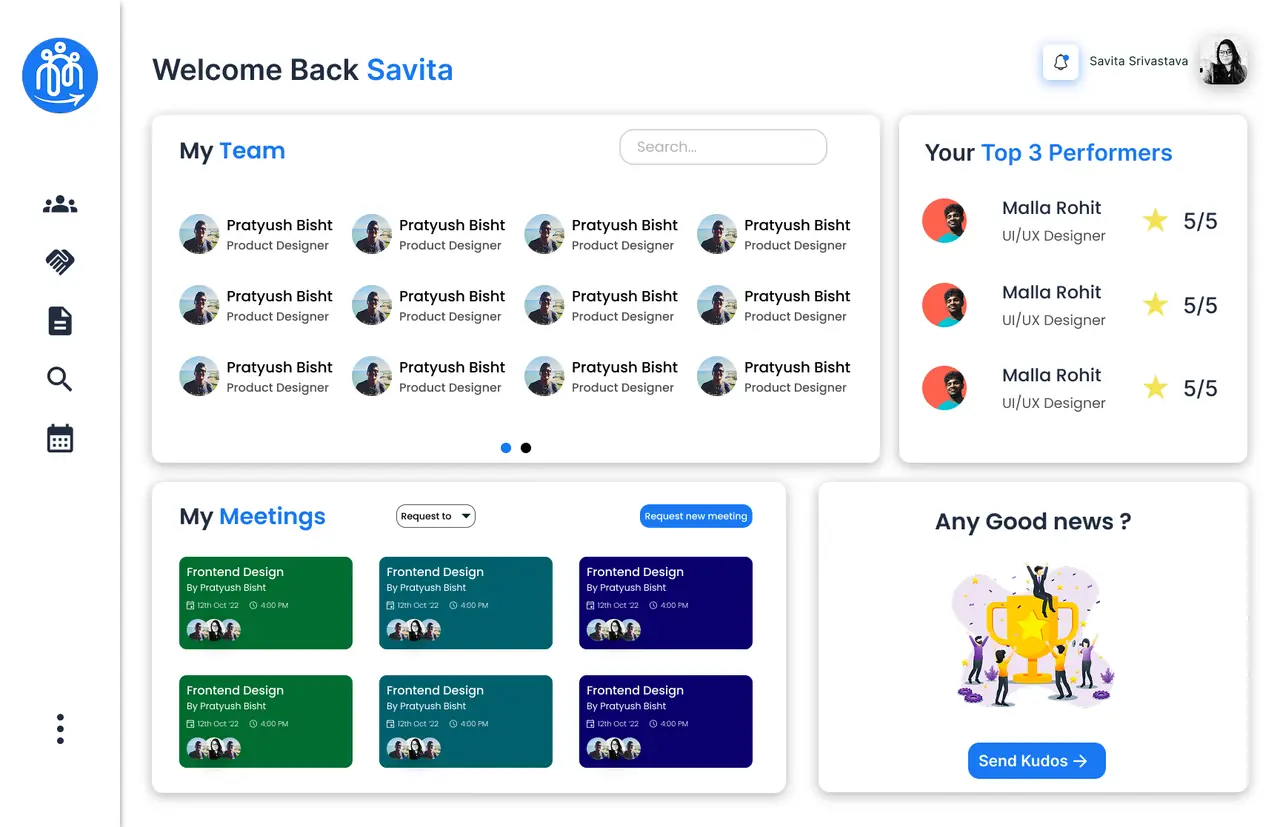 Welcome Back Savita
Savita Srivastava
My Team
Search...
Pratyush Bisht Pratyush Bisht Pratyush Bisht Pratyush Bisht
Product Designer Product Designer Product Designer Product Designer
Pratyush Bisht Pratyush Bisht Pratyush Bisht Pratyush Bisht
Product Designer Product Designer Product Designer Product Designer
Pratyush Bisht Pratyush Bisht Pratyush Bisht Pratyush Bisht
Product Designer Product Designer Product Designer Product Designer
Your Top 3 Performers
Malla Rohit
UI/UX Designer
5/5
Malla Rohit
UI/UX Designer
5/5
Malla Rohit
UI/UX Designer
5/5
My Meetings
Request to
Request new meeting
Frontend Design Frontend Design Frontend Design
By Pratyush Bisht By Pratyush Bisht By Pratyush Bisht
12th Oct '22 4:00 PM 12th Oct '22 4:00 PM 12th Oct '22 4:00 PM
Frontend Design Frontend Design Frontend Design
By Pratyush Bisht By Pratyush Bisht By Pratyush Bisht
12th Oct '22 4:00 PM 12th Oct '22 4:00 PM 12th Oct '22 4:00 PM
Any Good news ?
Send Kudos →